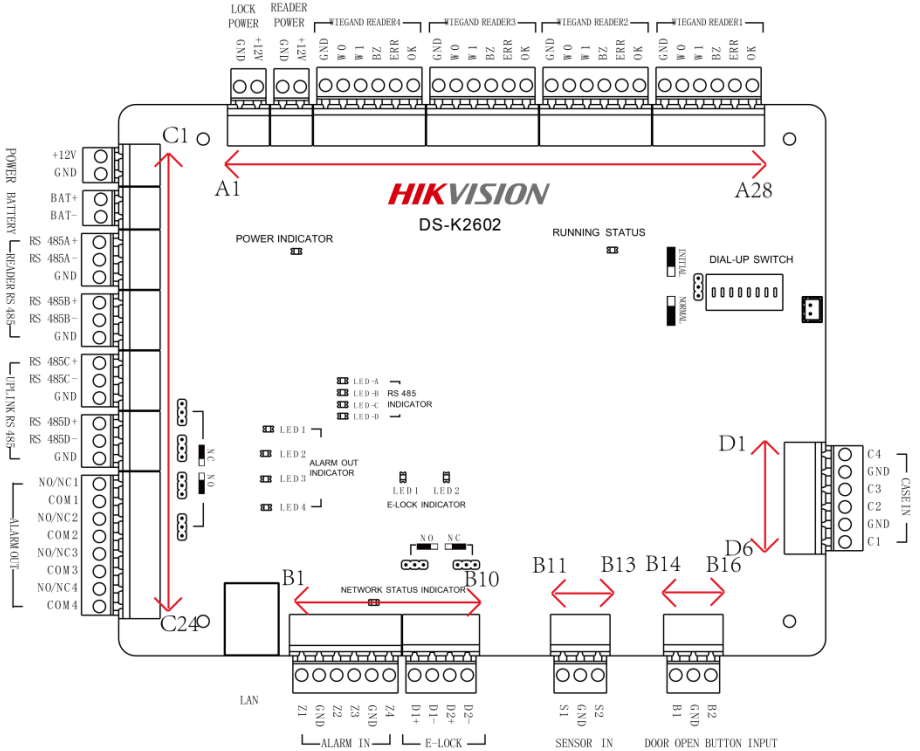 LOCK POWER
READER POWER
WIEGAND READER4
WIEGAND READER3
WIEGAND READER2
WIEGAND READER1
GND +12V
GND +12V
GND W0 W1 BZ ERR OK
GND W0 W1 BZ ERR OK
GND W0 W1 BZ ERR OK
GND W0 W1 BZ ERR OK
C1
A1
A28
HIKVISION
DS-K2602
POWER
+12V
GND
BATTERY
BAT+
BAT-
READER RS 485
RS 485A+
RS 485A-
GND
RS 485B+
RS 485B-
GND
UPLINK RS 485
RS 485C+
RS 485C-
GND
RS 485D+
RS 485D-
GND
ALARM OUT
NO/NC1
COM1
NO/NC2
COM2
NO/NC3
COM3
NO/NC4
COM4
POWER INDICATOR
RUNNING STATUS
INITIAL
NORMAL
DIAL-UP SWITCH
LED-A
LED-B
LED-C
LED-D
RS 485 INDICATOR
NC
NO
LED1
LED2
LED3
LED4
ALARM OUT INDICATOR
LED1 LED2
E-LOCK INDICATOR
NO NC
D1
D6
C4
GND
C3
C2
GND
C1
CASE IN
B1
B10
B11
B13
B14
B16
NETWORK STATUS INDICATOR
C24
LAN
Z1 GND Z2 Z3 GND Z4
ALARM IN
D1+ D1- D2+ D2-
E-LOCK
S1 GND S2
SENSOR IN
B1 GND B2
DOOR OPEN BUTTON INPUT